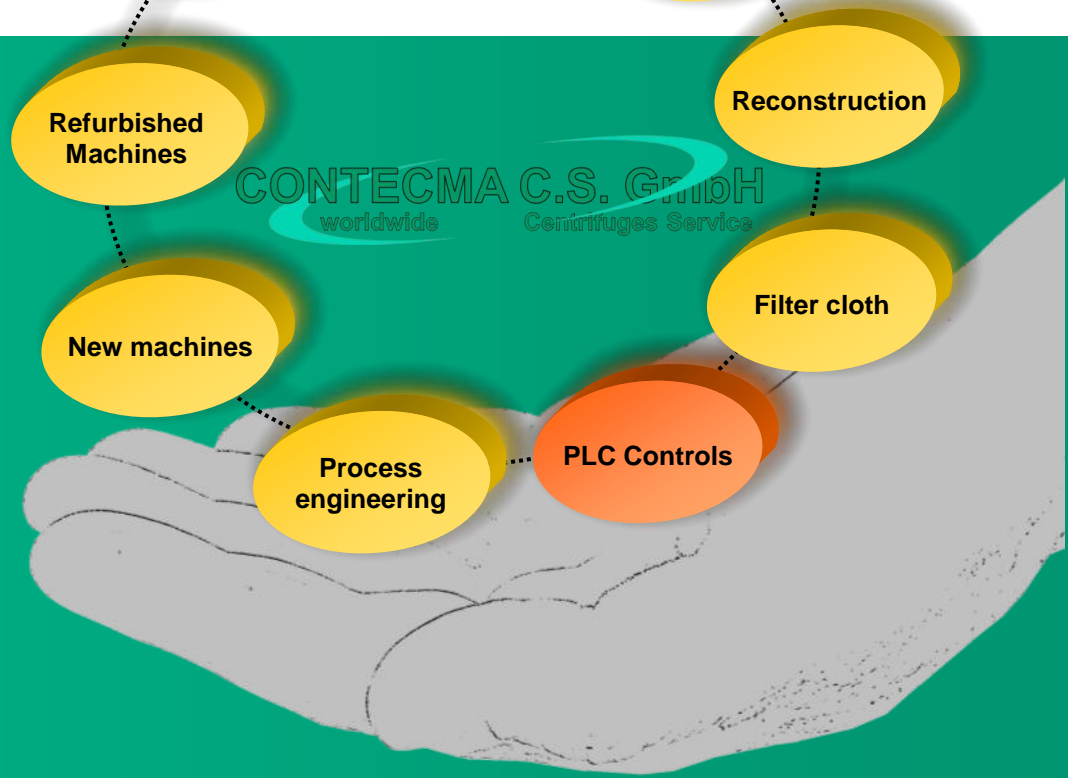 Reconstruction
Refurbished
Machines
CONTECMA C.S. GmbH
worldwide Centrifuges Service
Filter cloth
New machines
PLC Controls
Process
engineering